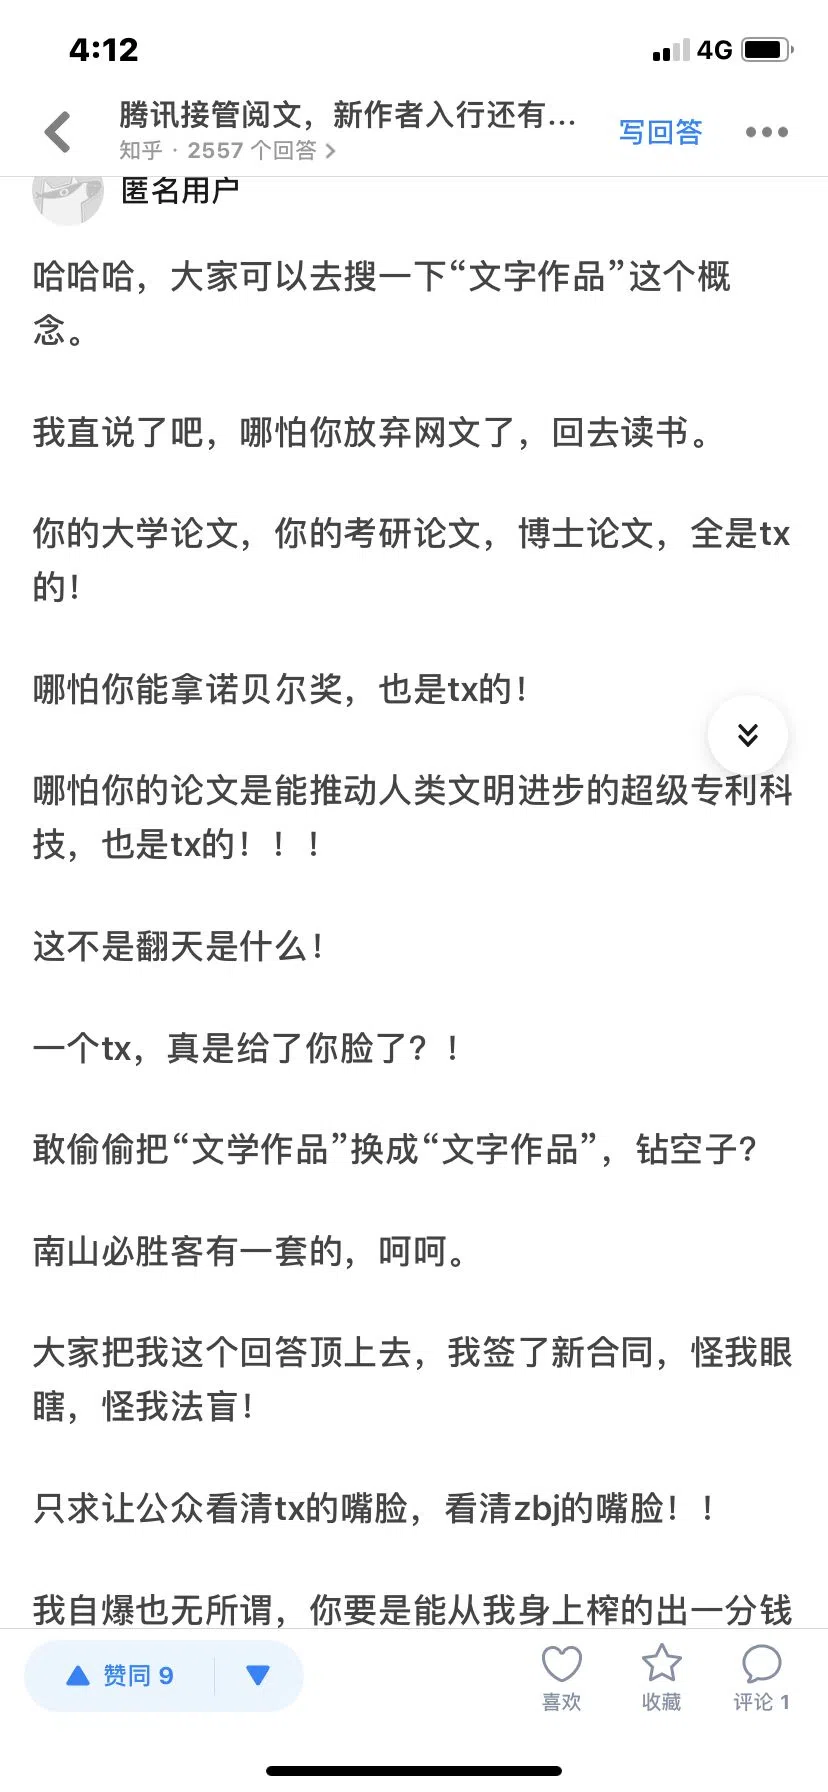 4:12
4G
腾讯接管阅文，新作者入行还有...
知乎 · 2557 个回答
写回答
匿名用户
哈哈哈，大家可以去搜一下“文字作品”这个概
念。
我直说了吧，哪怕你放弃网文了，回去读书。
你的大学论文，你的考研论文，博士论文，全是tx
的！
哪怕你能拿诺贝尔奖，也是tx的！
哪怕你的论文是能推动人类文明进步的超级专利科
技，也是tx的！！！
这不是翻天是什么！
一个tx，真是给了你脸了？！
敢偷偷把“文学作品”换成“文字作品”，钻空子?
南山必胜客有一套的，呵呵。
大家把我这个回答顶上去，我签了新合同，怪我眼
瞎，怪我法盲！
只求让公众看清tx的嘴脸，看清zbj的嘴脸！！
我自爆也无所谓，你要是能从我身上榨的出一分钱
赞同 9
喜欢
收藏
评论 1